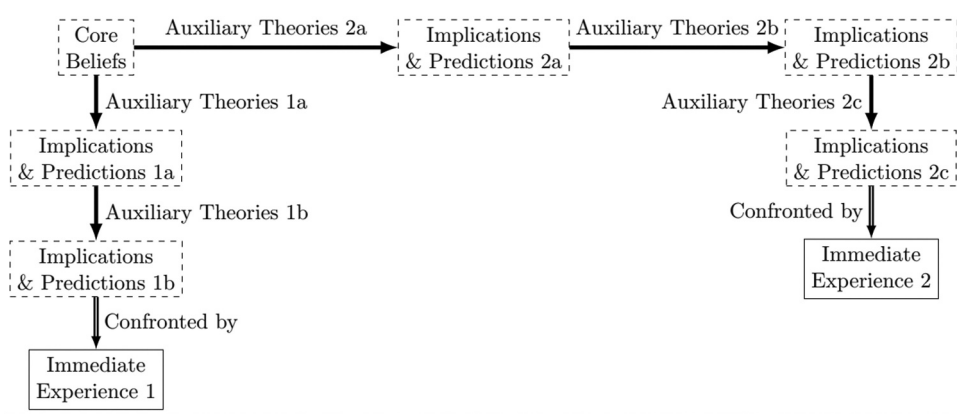 Core
Beliefs
Auxiliary Theories 2a
Implications
& Predictions 2a
Auxiliary Theories 2b
Implications
& Predictions 2b
Auxiliary Theories 1a
Auxiliary Theories 2c
Implications
& Predictions 1a
Implications
& Predictions 2c
Auxiliary Theories 1b
Confronted by
Implications
& Predictions 1b
Immediate
Experience 2
Confronted by
Immediate
Experience 1